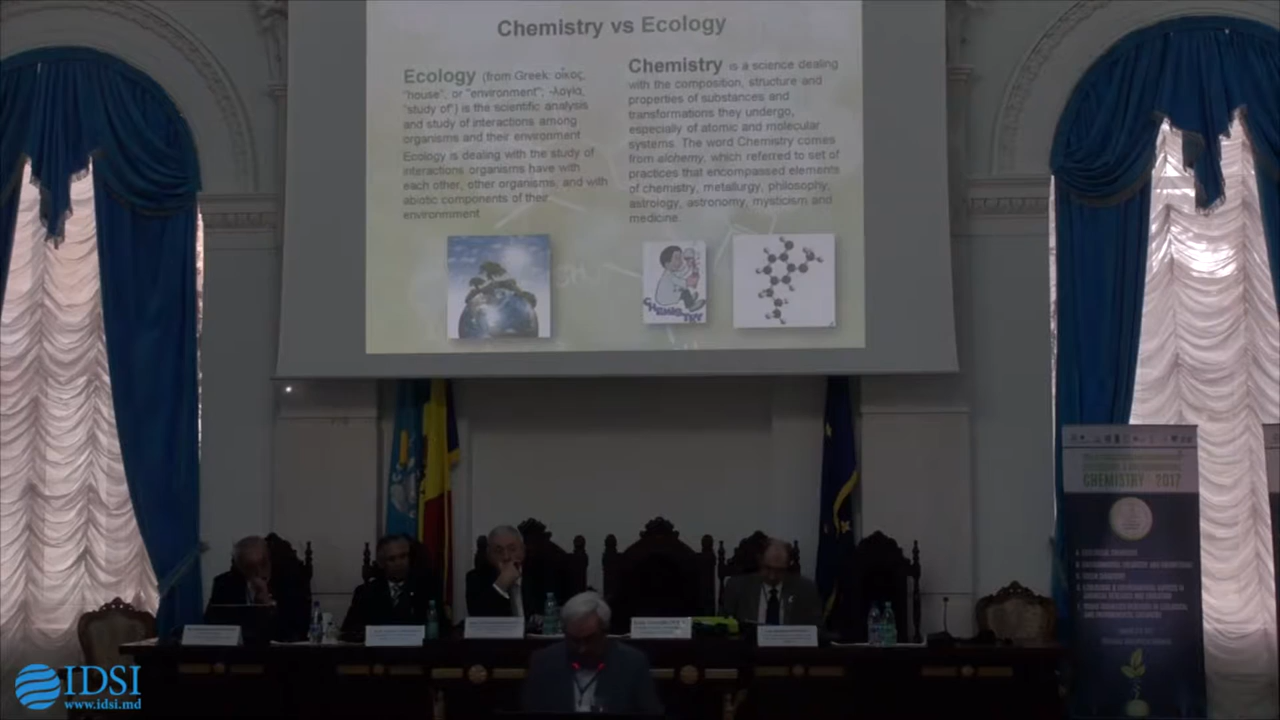 Chemistry vs Ecology
Ecology (from Greek: οἶκος,
"house", or "environment"; -λογία,
"study of") is the scientific analysis
and study of interactions among
organisms and their environment
Ecology is dealing with the study of
interactions organisms have with
each other, other organisms, and with
abiotic components of their
environmment
Chemistry is a science dealing
with the composition, structure and
properties of substances and
transformations they undergo,
especially of atomic and molecular
systems. The word Chemistry comes
from alchemy, which referred to set of
practices that encompassed elements
of chemistry, metallurgy, philosophy,
astrology, astronomy, mysticism and
medicine.
CHEMISTRY
CHEMISTRY - 2017
IDSI
www.idsi.md